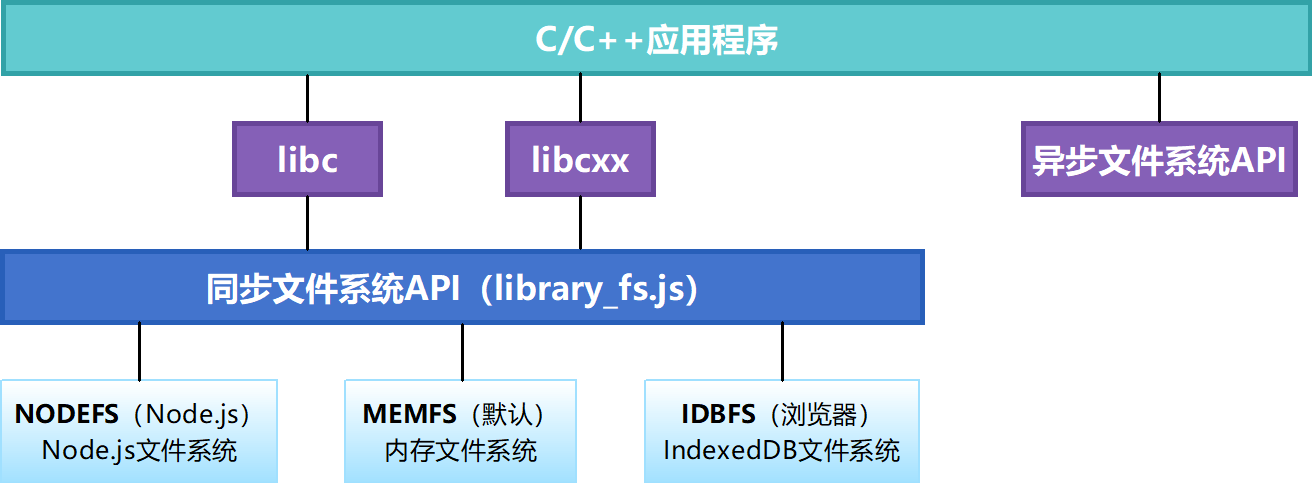 C/C++应用程序
libc
libcxx
异步文件系统API
同步文件系统API（library_fs.js）
NODEFS（Node.js）
Node.js文件系统
MEMFS（默认）
内存文件系统
IDBFS（浏览器）
IndexedDB文件系统